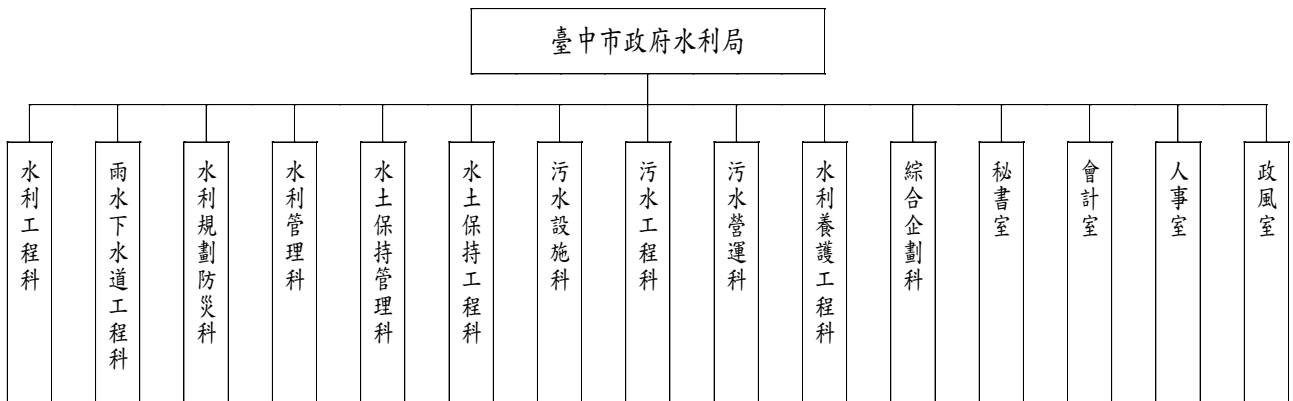 臺中市政府水利局
水利工程科
雨水下水道工程科
水利規劃防災科
水利管理科
水土保持管理科
水土保持工程科
污水設施科
污水工程科
污水營運科
水利養護工程科
綜合企劃科
秘書室
會計室
人事室
政風室